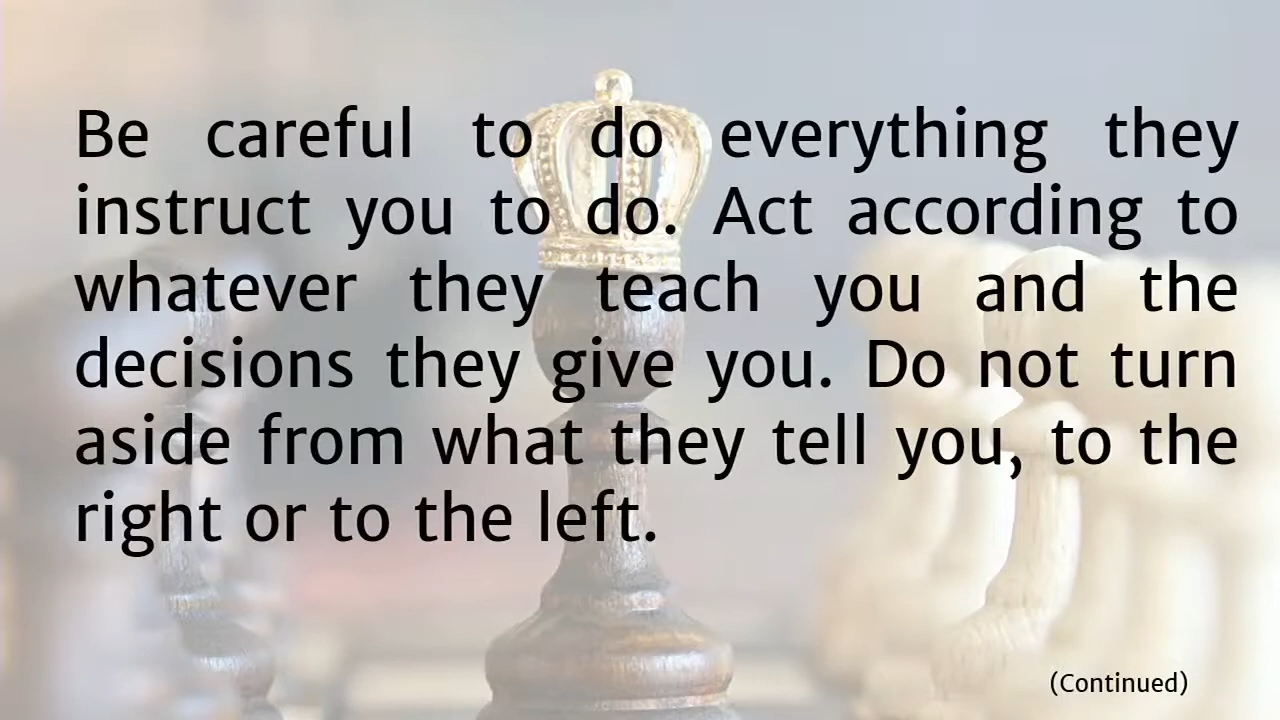 Be careful to do everything they
instruct you to do. Act according to
whatever they teach you and the
decisions they give you. Do not turn
aside from what they tell you, to the
right or to the left.
(Continued)